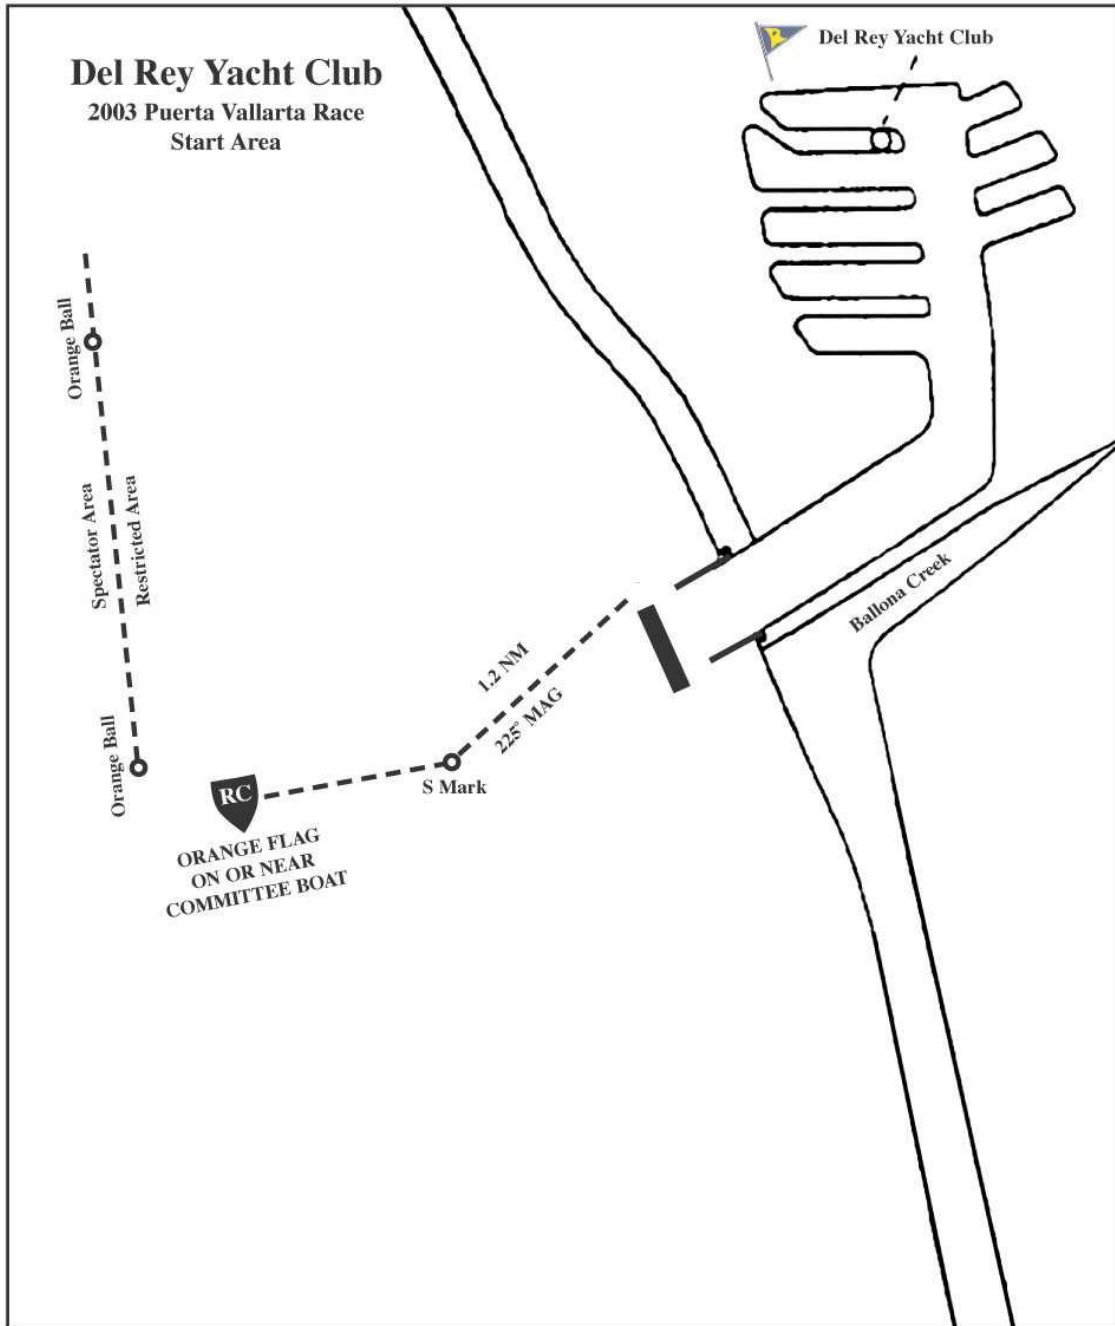 Del Rey Yacht Club
2003 Puerta Vallarta Race
Start Area
Del Rey Yacht Club
Orange Ball
Spectator Area
Restricted Area
Orange Ball
1.2 NM
225° MAG
S Mark
RC
ORANGE FLAG
ON OR NEAR
COMMITTEE BOAT
Ballona Creek